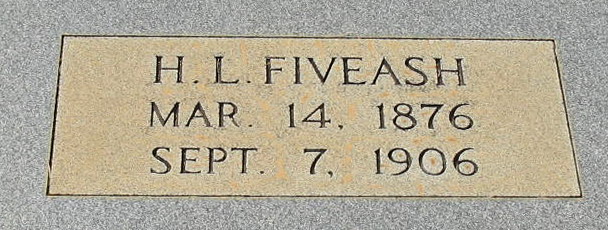 H. L. FIVEASH
MAR. 14, 1876
SEPT. 7, 1906